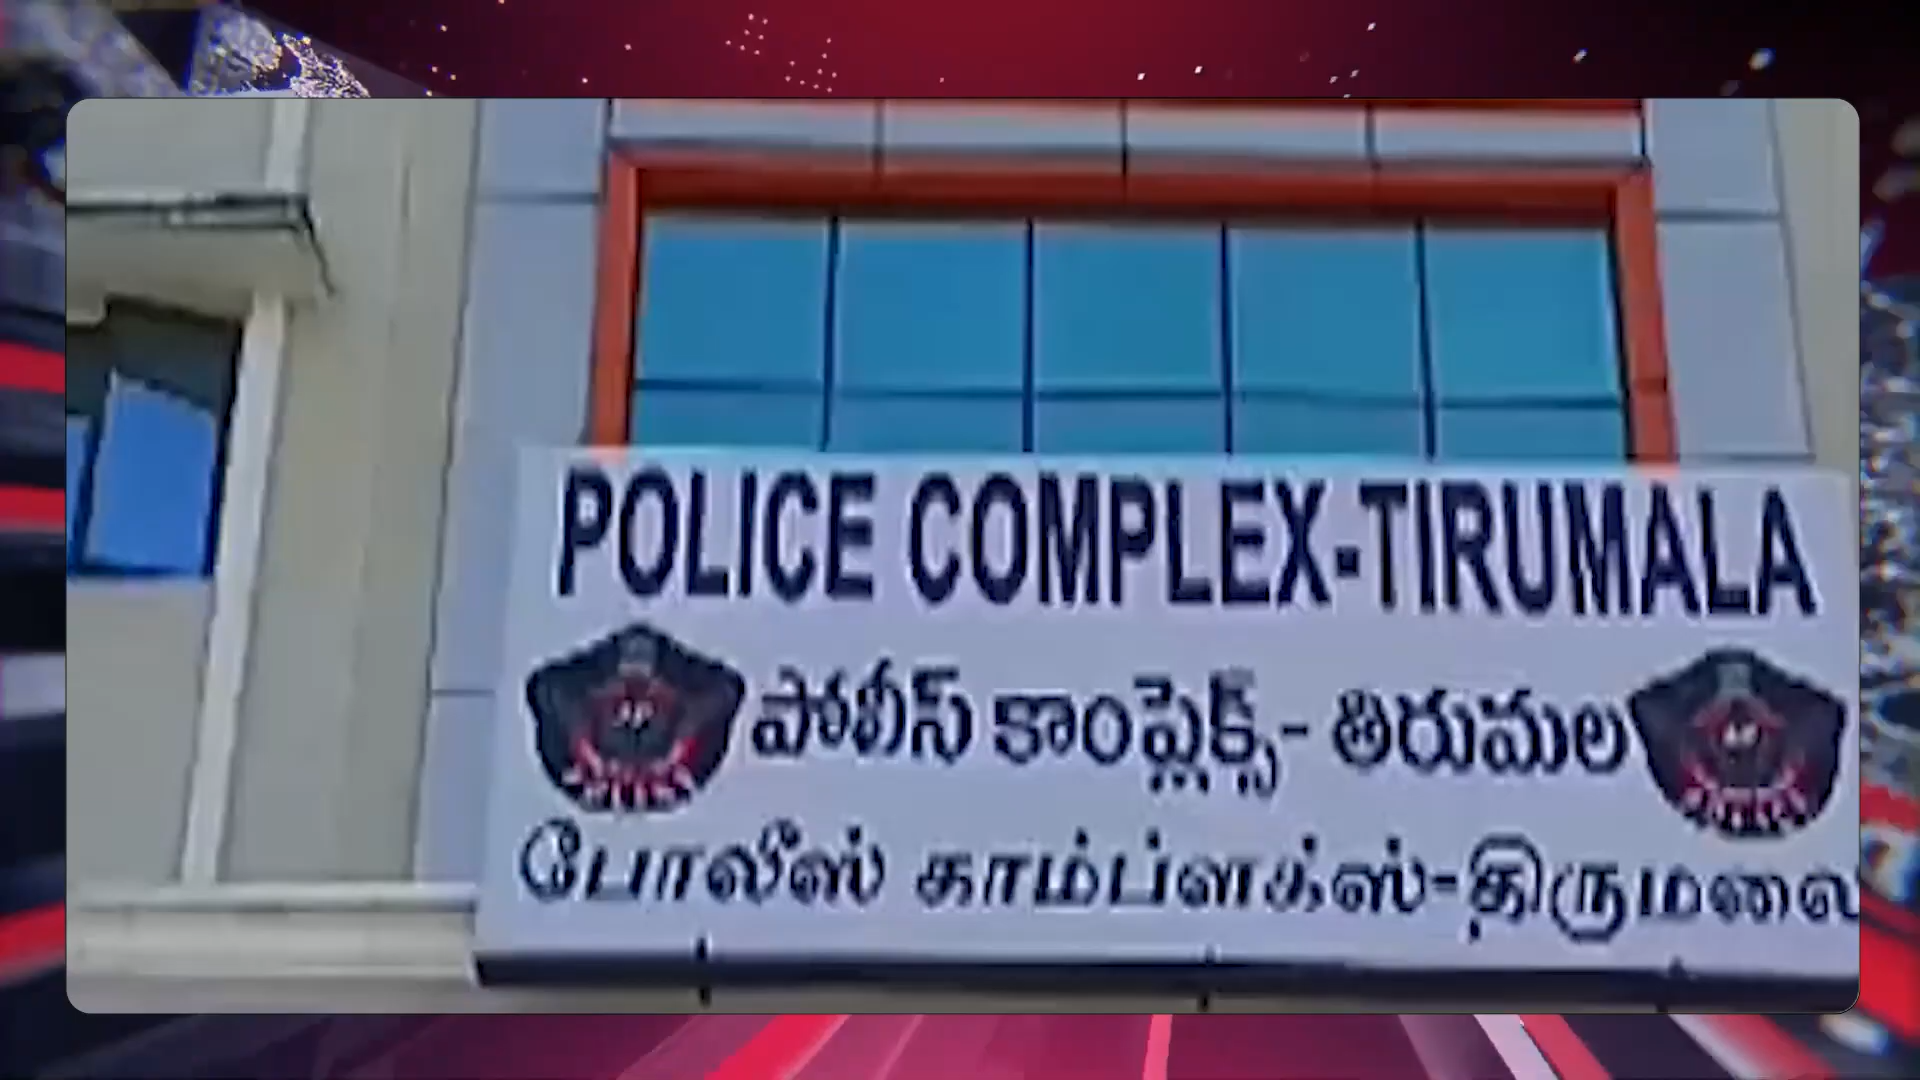 POLICE COMPLEX-TIRUMALA
పోలీస్ కాంప్లెక్స్- తిరుమల
போலீஸ் காம்ப்ளக்ஸ்-திருமலை